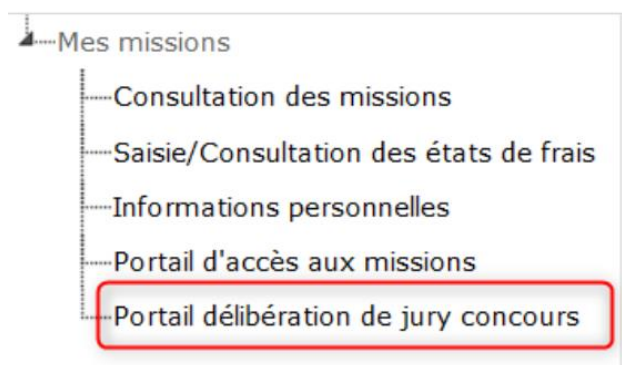 Mes missions
Consultation des missions
Saisie/Consultation des états de frais
Informations personnelles
Portail d'accès aux missions
Portail délibération de jury concours